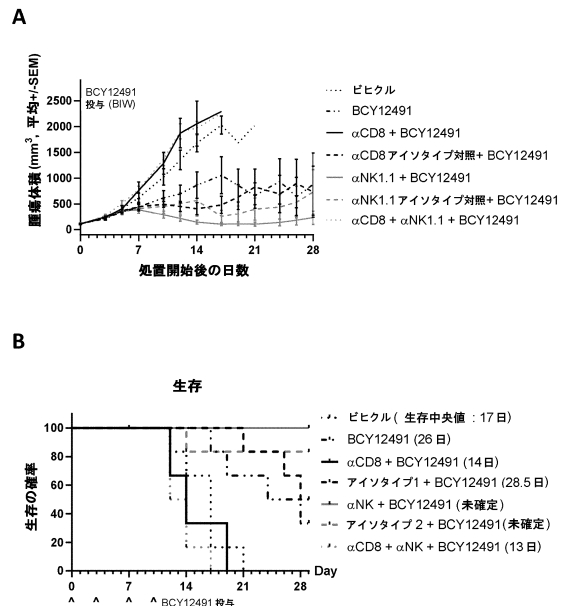 A
腫瘍体積 (mm³, 平均+/-SEM)
BCY12491
投与 (BIW)
2500
2000
1500
1000
500
0
0 7 14 21 28
処置開始後の日数
ビヒクル
BCY12491
αCD8 + BCY12491
αCD8 アイソタイプ対照+ BCY12491
αNK1.1 + BCY12491
αNK1.1 アイソタイプ対照+ BCY12491
αCD8 + αNK1.1 + BCY12491
B
生存
生存の確率
100
80
60
40
20
0
0 7 14 21 28 Day
^ ^ ^ ^ BCY12491 投与
ビヒクル ( 生存中央値 : 17日)
BCY12491 (26 日)
αCD8 + BCY12491 (14日)
アイソタイプ1 + BCY12491 (28.5 日)
αNK + BCY12491 (未確定)
アイソタイプ 2 + BCY12491(未確定)
αCD8 + αNK + BCY12491 (13日)